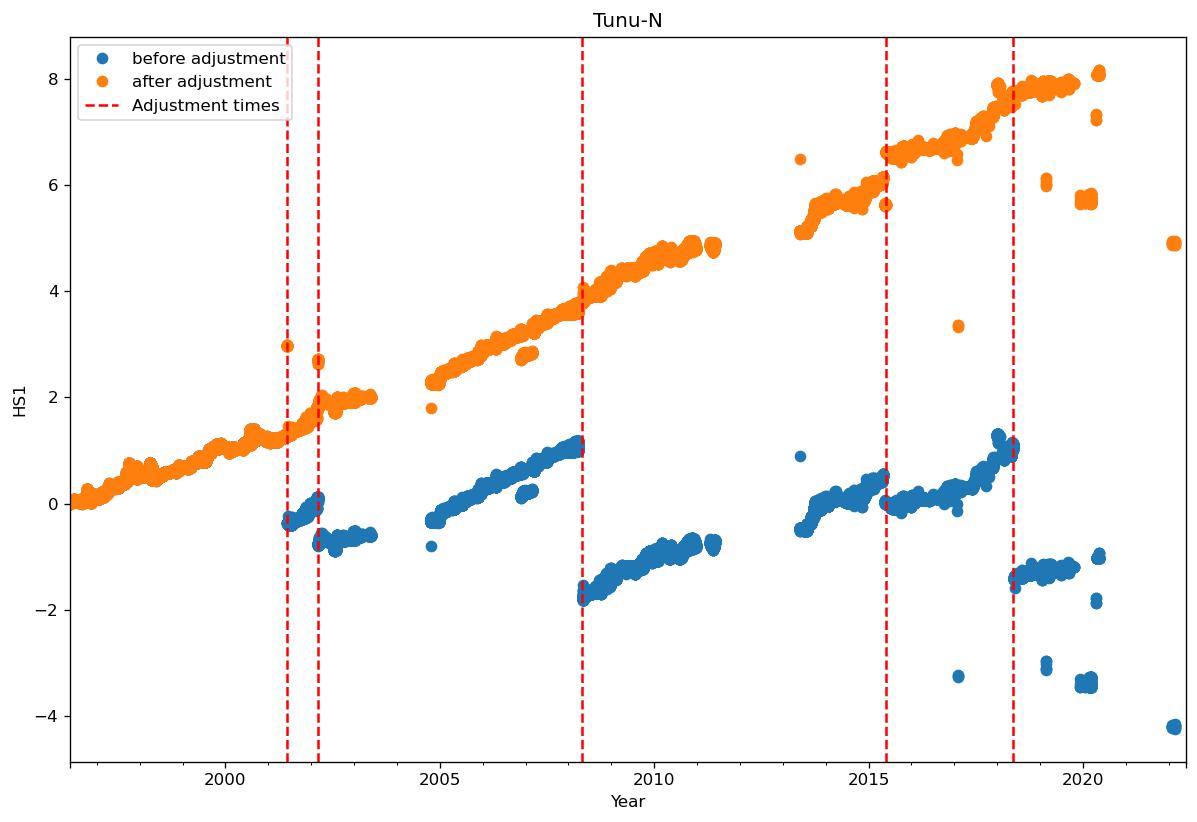 Tunu-N
before adjustment
after adjustment
Adjustment times
8
6
4
2
0
−2
−4
HS1
2000
2005
2010
2015
2020
Year